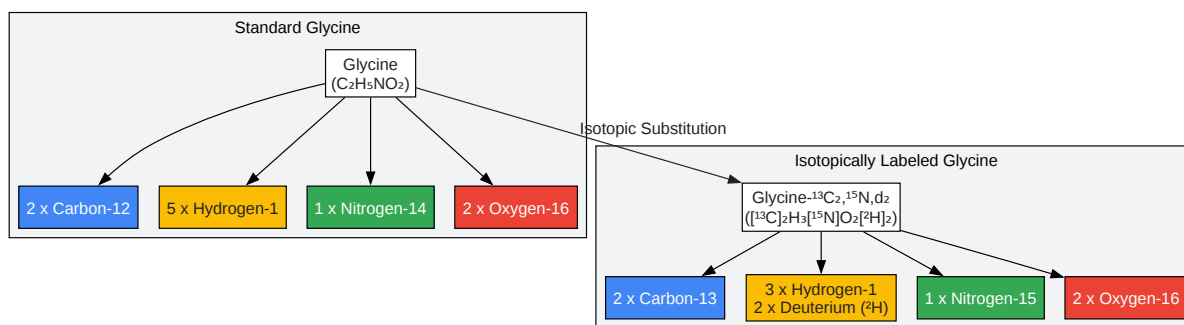 Standard Glycine
Glycine
(C₂H₅NO₂)
Isotopic Substitution
2 x Carbon-12
5 x Hydrogen-1
1 x Nitrogen-14
2 x Oxygen-16
Isotopically Labeled Glycine
Glycine-¹³C₂,¹⁵N,d₂
([¹³C]₂H₃[¹⁵N]O₂[²H]₂)
2 x Carbon-13
3 x Hydrogen-1
2 x Deuterium (²H)
1 x Nitrogen-15
2 x Oxygen-16